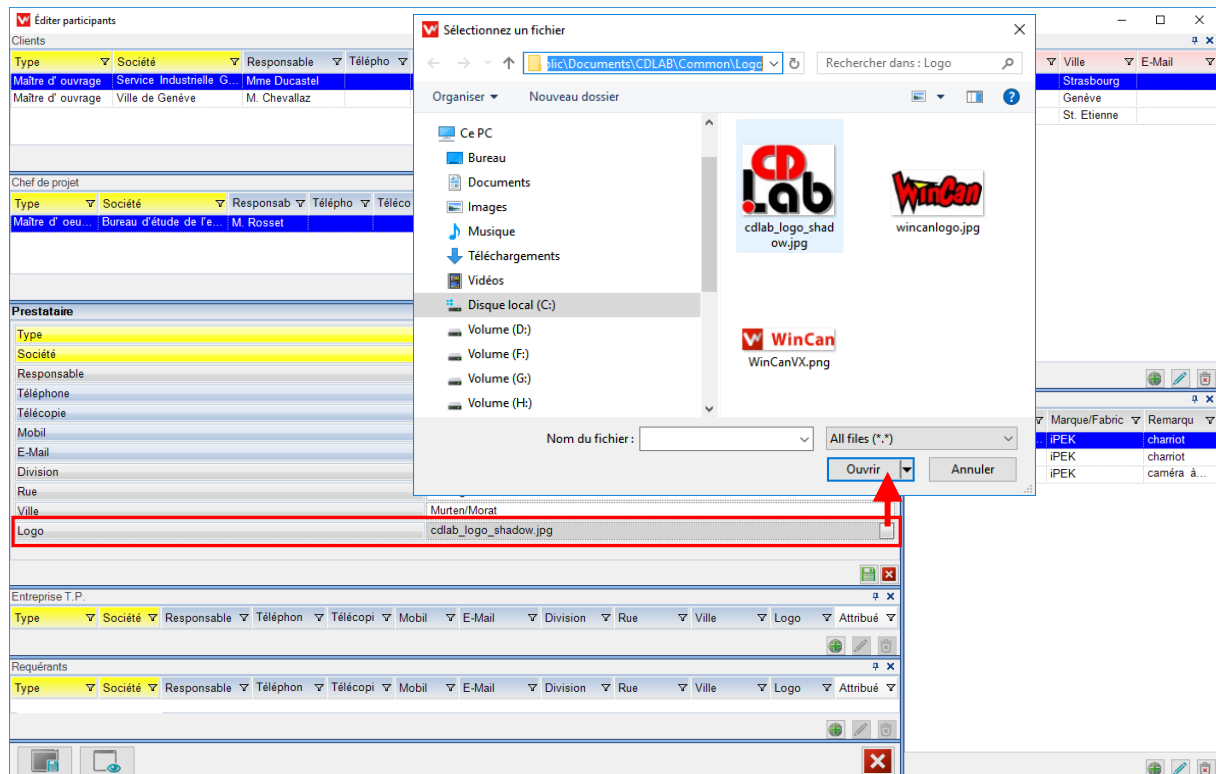 Éditer participants
Clients
Type Société Responsable Télépho
Maître d' ouvrage Service Industrielle G... Mme Ducastel
Maître d' ouvrage Ville de Genève M. Chevallaz
Chef de projet
Type Société Responsab Télépho Téléco
Maître d' oeu... Bureau d'étude de l'e... M. Rosset
Prestataire
Type
Société
Responsable
Téléphone
Télécopie
Mobil
E-Mail
Division
Rue
Ville Murten/Morat
Logo cdlab_logo_shadow.jpg
Entreprise T.P.
Type Société Responsable Téléphon Télécopi Mobil E-Mail Division Rue Ville Logo Attribué
Requérants
Type Société Responsable Téléphon Télécopi Mobil E-Mail Division Rue Ville Logo Attribué
Sélectionnez un fichier
blic\Documents\CDLAB\Common\Logo
Rechercher dans : Logo
Organiser Nouveau dossier
Ce PC
Bureau
Documents
Images
Musique
Téléchargements
Vidéos
Disque local (C:)
Volume (D:)
Volume (F:)
Volume (G:)
Volume (H:)
CD
Lab
cdlab_logo_shad
ow.jpg
WinCan
wincanlogo.jpg
WinCan
WinCanVX.png
Nom du fichier :
All files (*.*)
Ouvrir Annuler
Ville E-Mail
Strasbourg
Genève
St. Etienne
Marque/Fabric Remarqu
iPEK charriot
iPEK charriot
iPEK caméra à...